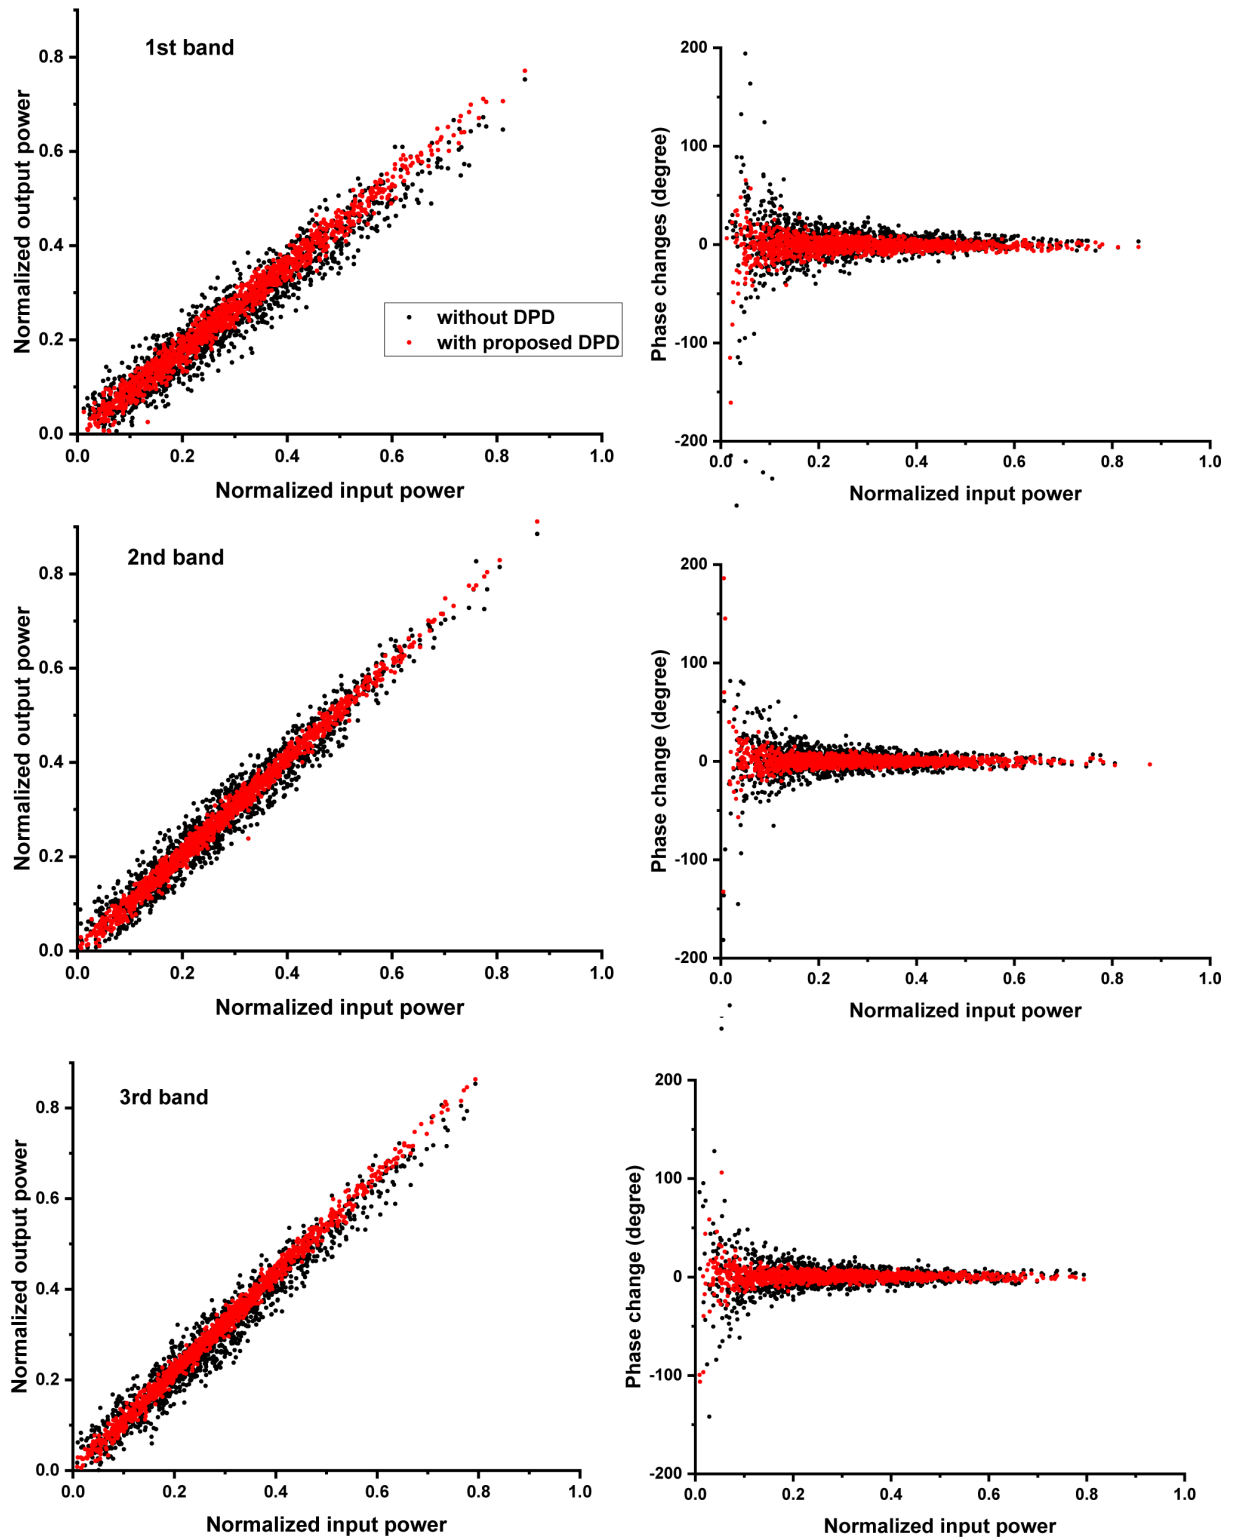 1st band
Normalized output power
0.8
0.6
0.4
0.2
0.0
0.0 0.2 0.4 0.6 0.8 1.0
Normalized input power
without DPD
with proposed DPD
Phase changes (degree)
200
100
0
-100
-200
0.0 0.2 0.4 0.6 0.8 1.0
Normalized input power
2nd band
Normalized output power
0.8
0.6
0.4
0.2
0.0
0.0 0.2 0.4 0.6 0.8 1.0
Normalized input power
Phase change (degree)
200
100
0
-100
-200
0.0 0.2 0.4 0.6 0.8 1.0
Normalized input power
3rd band
Normalized output power
0.8
0.6
0.4
0.2
0.0
0.0 0.2 0.4 0.6 0.8 1.0
Normalized input power
Phase change (degree)
200
100
0
-100
-200
0.0 0.2 0.4 0.6 0.8 1.0
Normalized input power